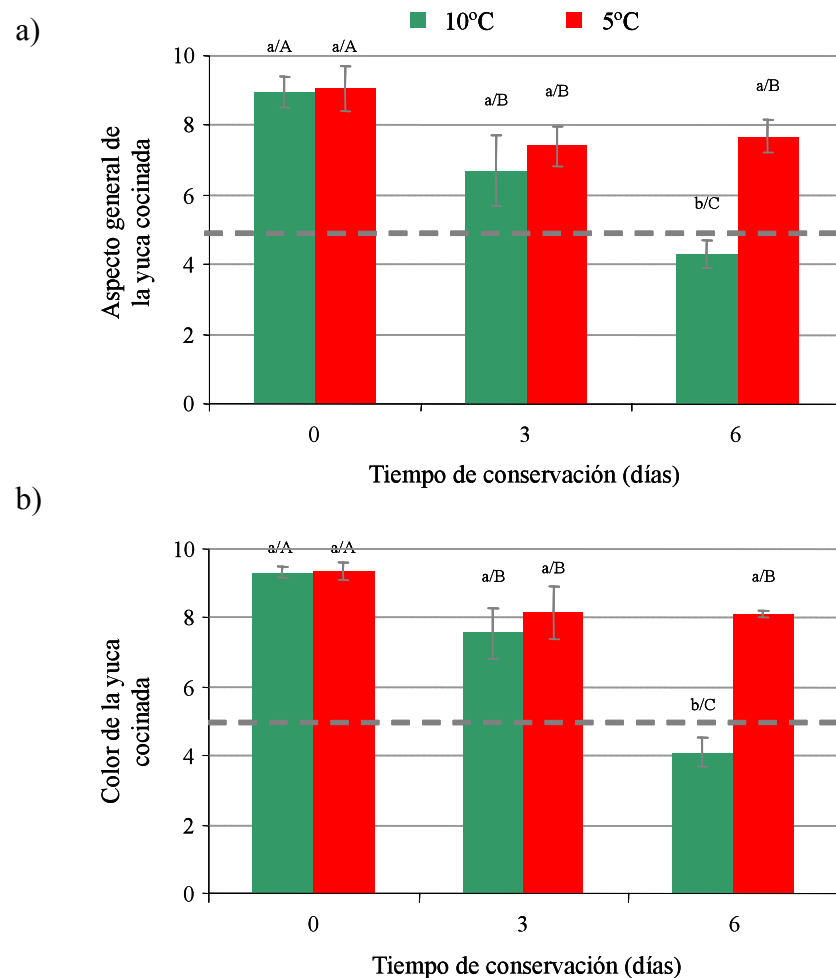 a)
10ºC 5ºC
a/A a/A
a/B a/B
a/B
b/C
10
8
6
4
2
0
Aspecto general de
la yuca cocinada
0 3 6
Tiempo de conservación (días)
b)
a/A a/A
a/B a/B
a/B
b/C
10
8
6
4
2
0
Color de la yuca
cocinada
0 3 6
Tiempo de conservación (días)